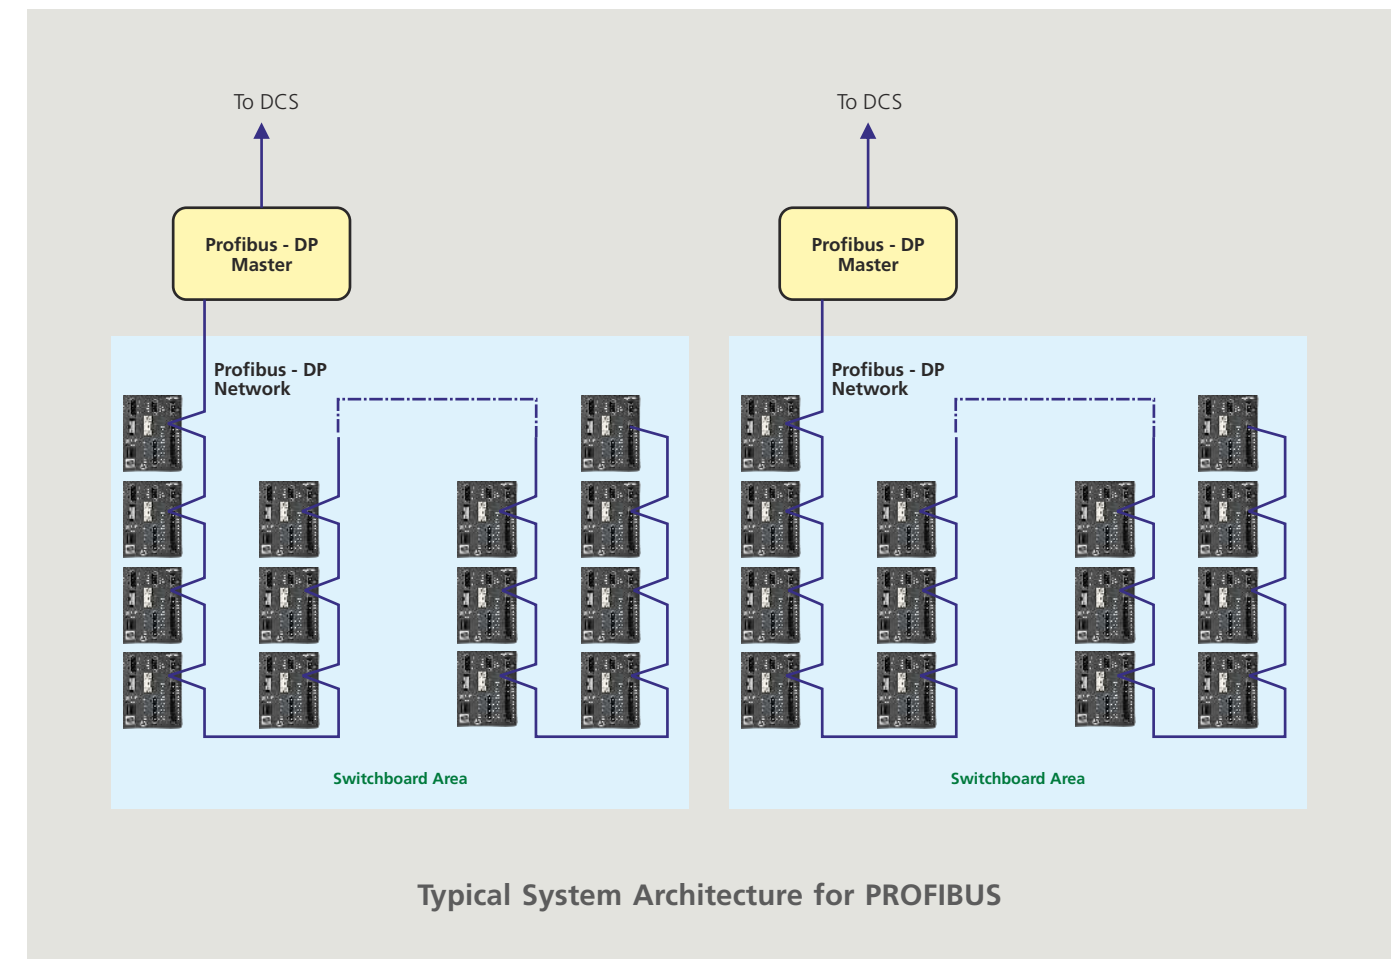 To DCS
To DCS
Profibus - DP
Master
Profibus - DP
Master
Profibus - DP
Network
Profibus - DP
Network
Switchboard Area
Switchboard Area
Typical System Architecture for PROFIBUS